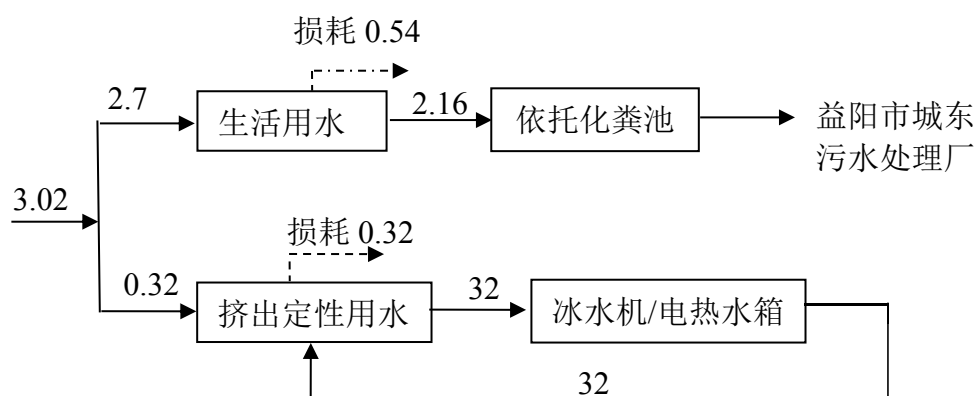 损耗 0.54
2.7
生活用水
2.16
依托化粪池
益阳市城东
污水处理厂
3.02
损耗 0.32
0.32
挤出定性用水
32
冰水机/电热水箱
32